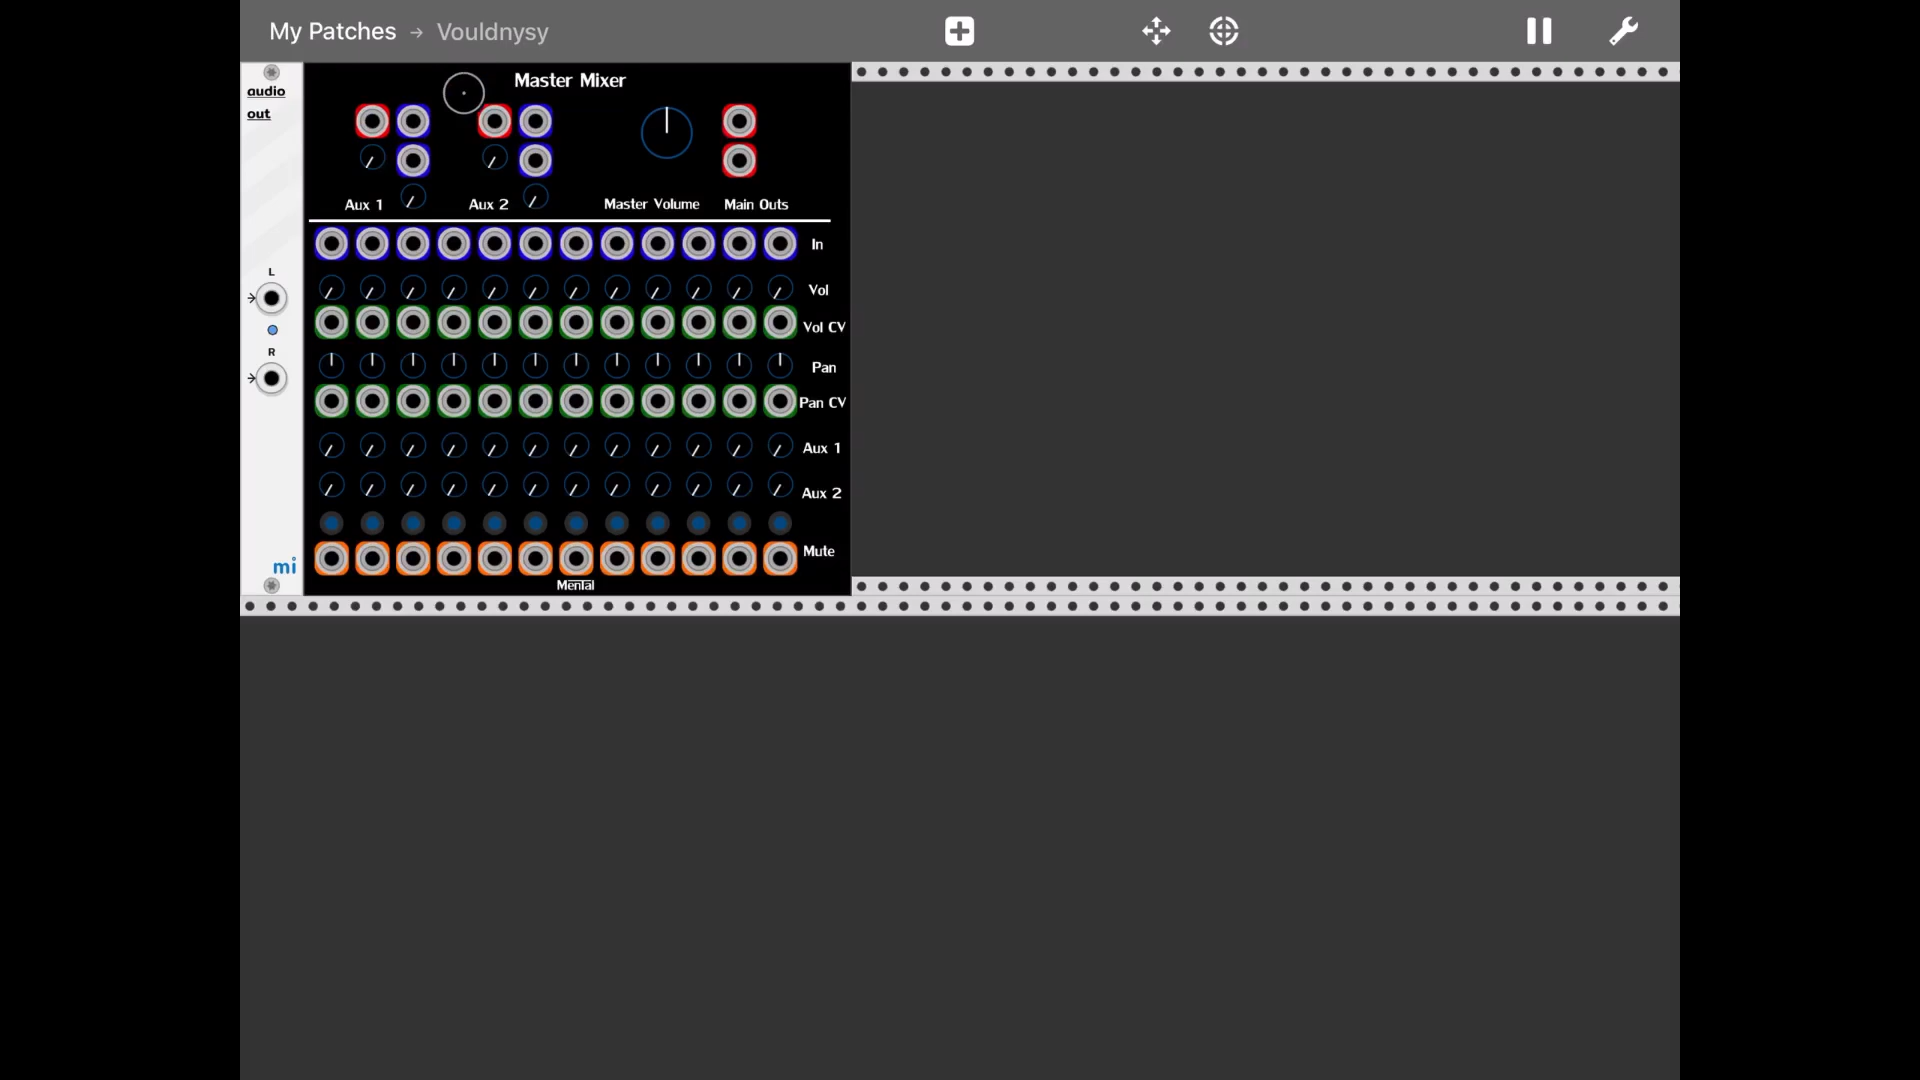 My Patches → Vouldnysy
audio
out
Master Mixer
Aux 1
Aux 2
Master Volume
Main Outs
In
L
Vol
Vol CV
R
Pan
Pan CV
Aux 1
Aux 2
Mute
mi
Mental